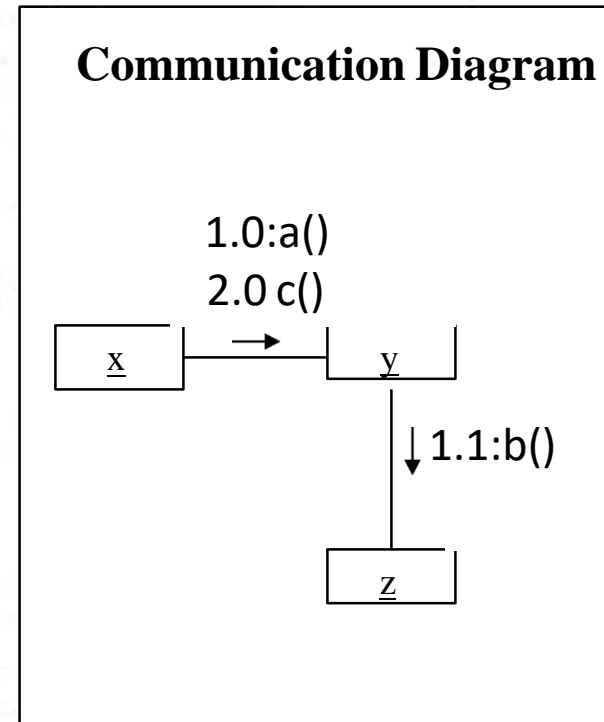 Communication Diagram
1.0:a()
2.0 c()
x
y
1.1:b()
z